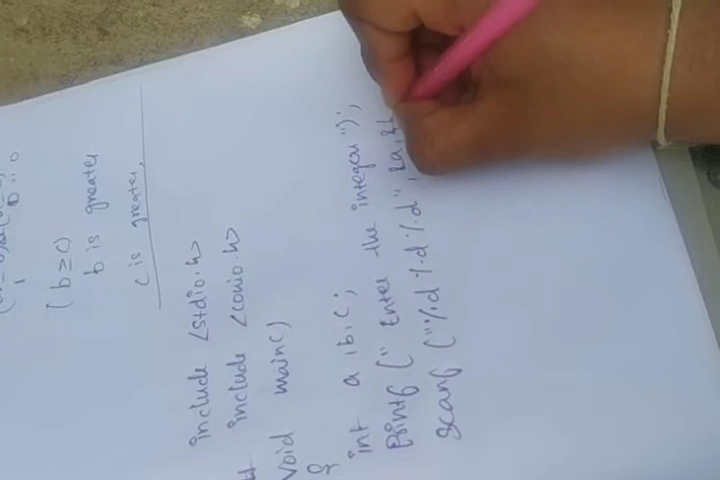 (b ≥ c)
b is greater
c is greater.
include <stdio.h>
# include <conio.h>
void main()
{
int a,b,c;
printf (" Enter the integer ");
scanf ("%d %d %d", &a, &b